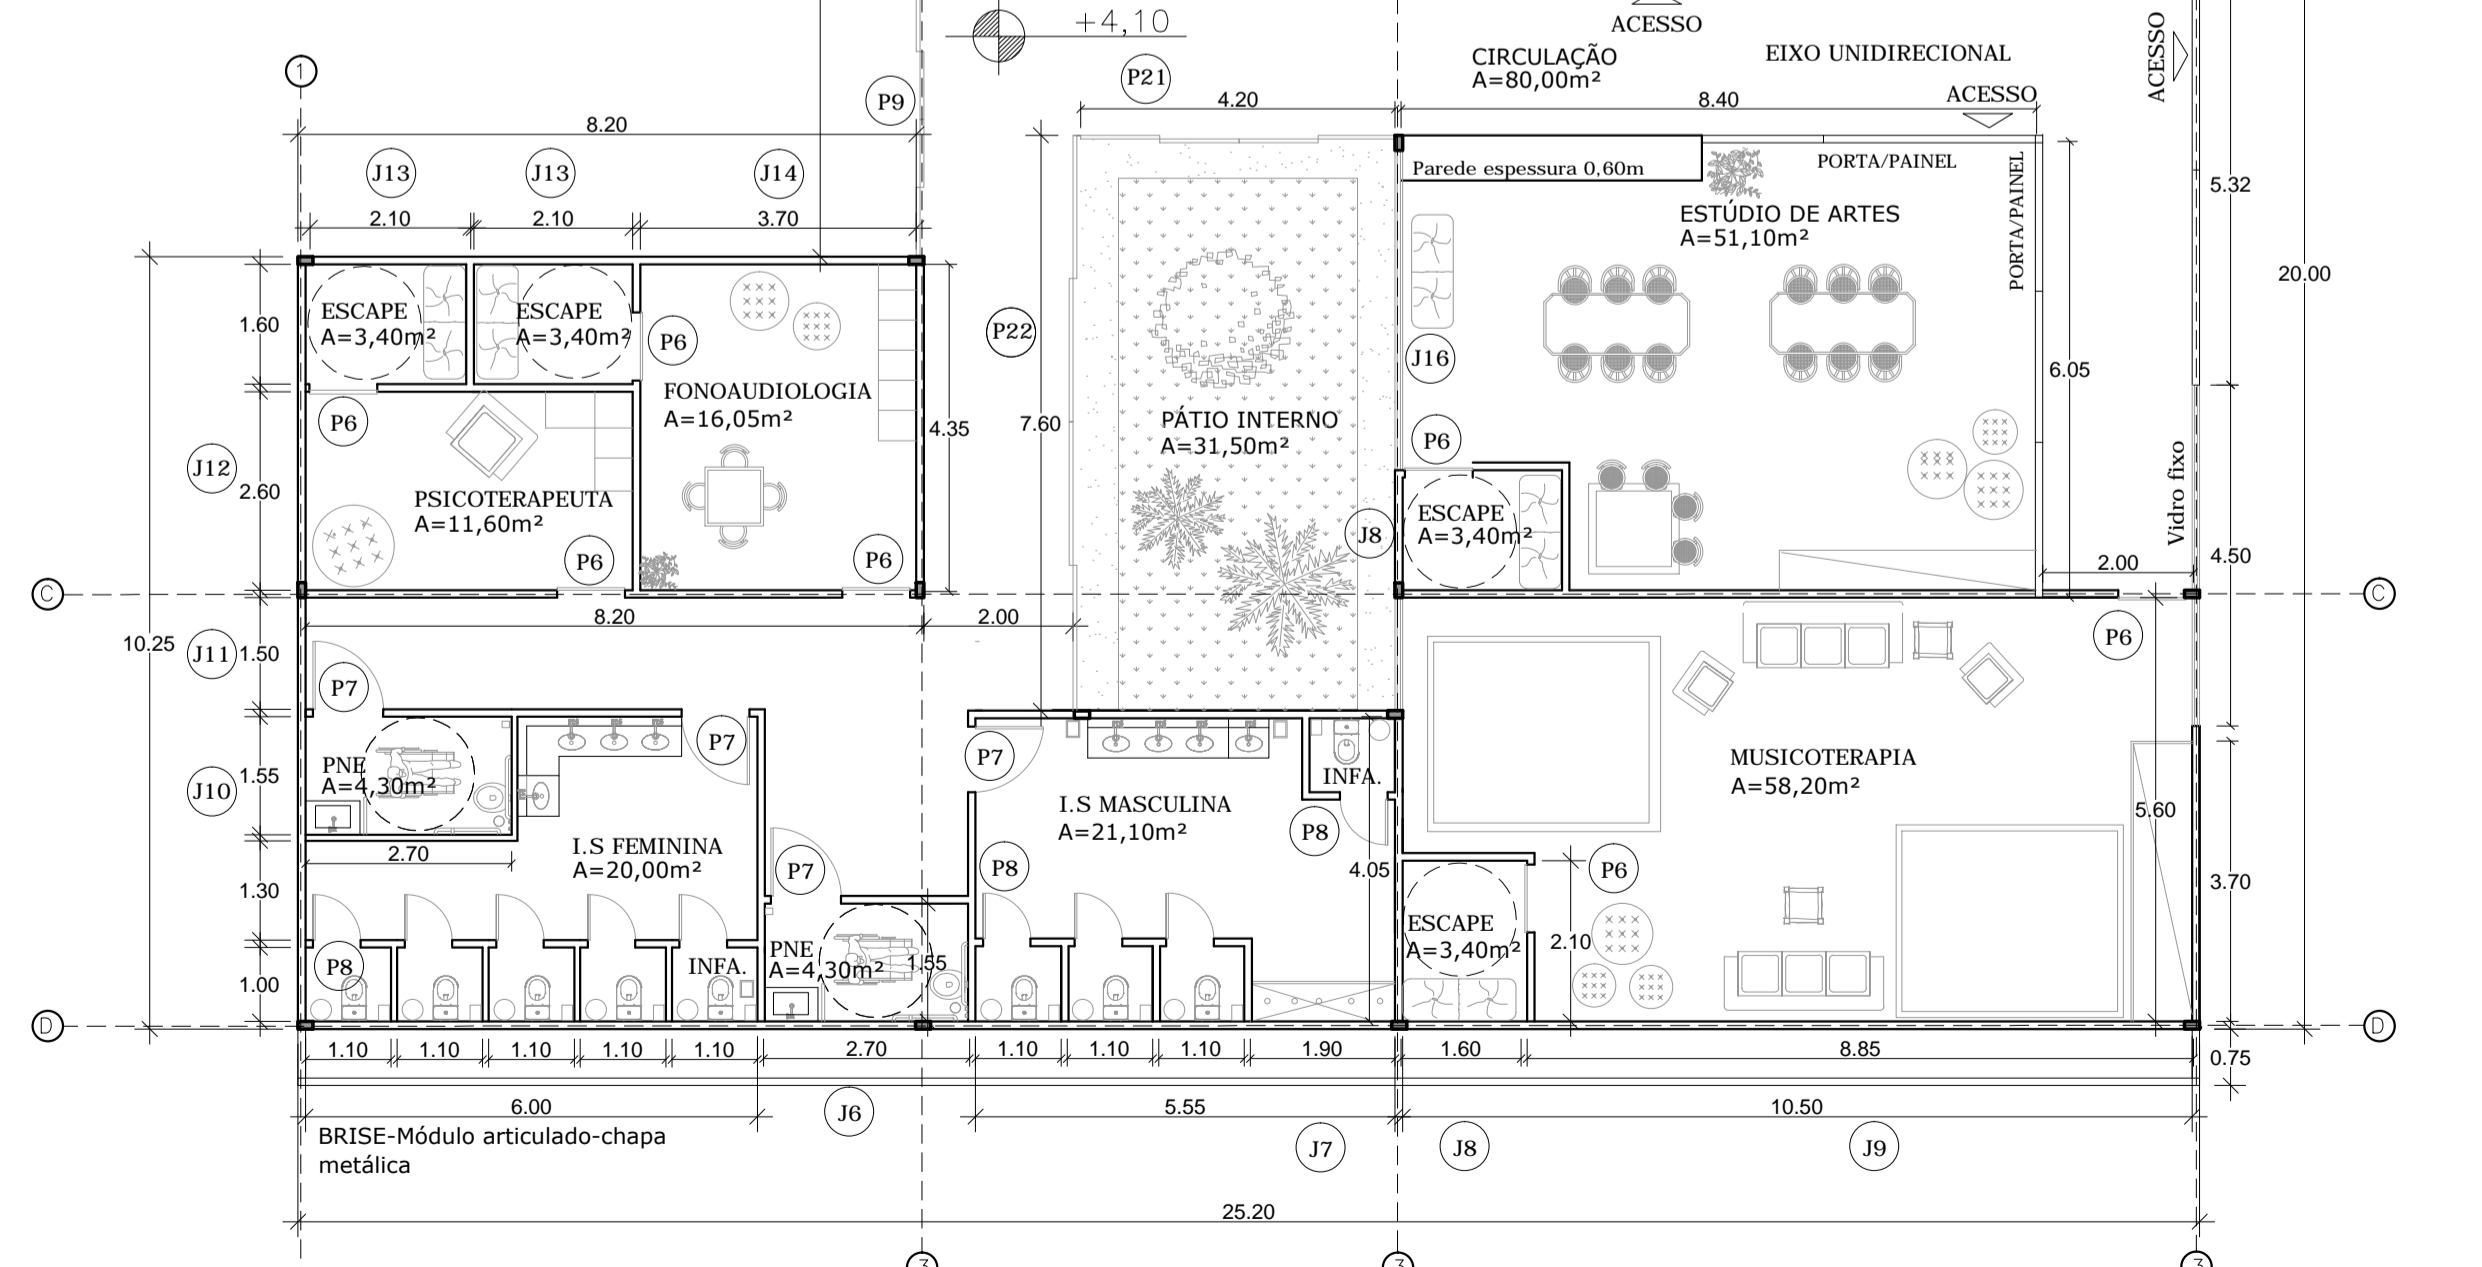 +4,10
ACESSO
CIRCULAÇÃO
A=80,00m²
EIXO UNIDIRECIONAL
ACESSO
ACESSO
1
P9
P21
4.20
8.40
8.20
J13
J13
J14
2.10
2.10
3.70
Parede espessura 0,60m
PORTA/PAINEL
PORTA/PAINEL
5.32
ESTÚDIO DE ARTES
A=51,10m²
20.00
ESCAPE
A=3,40m²
ESCAPE
A=3,40m²
1.60
P6
P22
J16
6.05
FONOAUDIOLOGIA
A=16,05m²
P6
4.35
7.60
PÁTIO INTERNO
A=31,50m²
P6
J12
2.60
PSICOTERAPEUTA
A=11,60m²
P6
P6
J8
ESCAPE
A=3,40m²
Vidro fixo
4.50
2.00
C
C
8.20
2.00
10.25
J11
1.50
P7
P6
P7
P7
J10
1.55
PNE
A=4,30m²
INFA.
MUSICOTERAPIA
A=58,20m²
I.S MASCULINA
A=21,10m²
5.60
P8
I.S FEMININA
A=20,00m²
2.70
P7
P8
4.05
P6
1.30
3.70
ESCAPE
A=3,40m²
2.10
P8
INFA.
PNE
A=4,30m²
1.55
1.00
D
D
1.10
1.10
1.10
1.10
1.10
2.70
1.10
1.10
1.10
1.90
1.60
8.85
0.75
6.00
J6
5.55
10.50
BRISE-Módulo articulado-chapa
metálica
J7
J8
J9
25.20
3
3
3